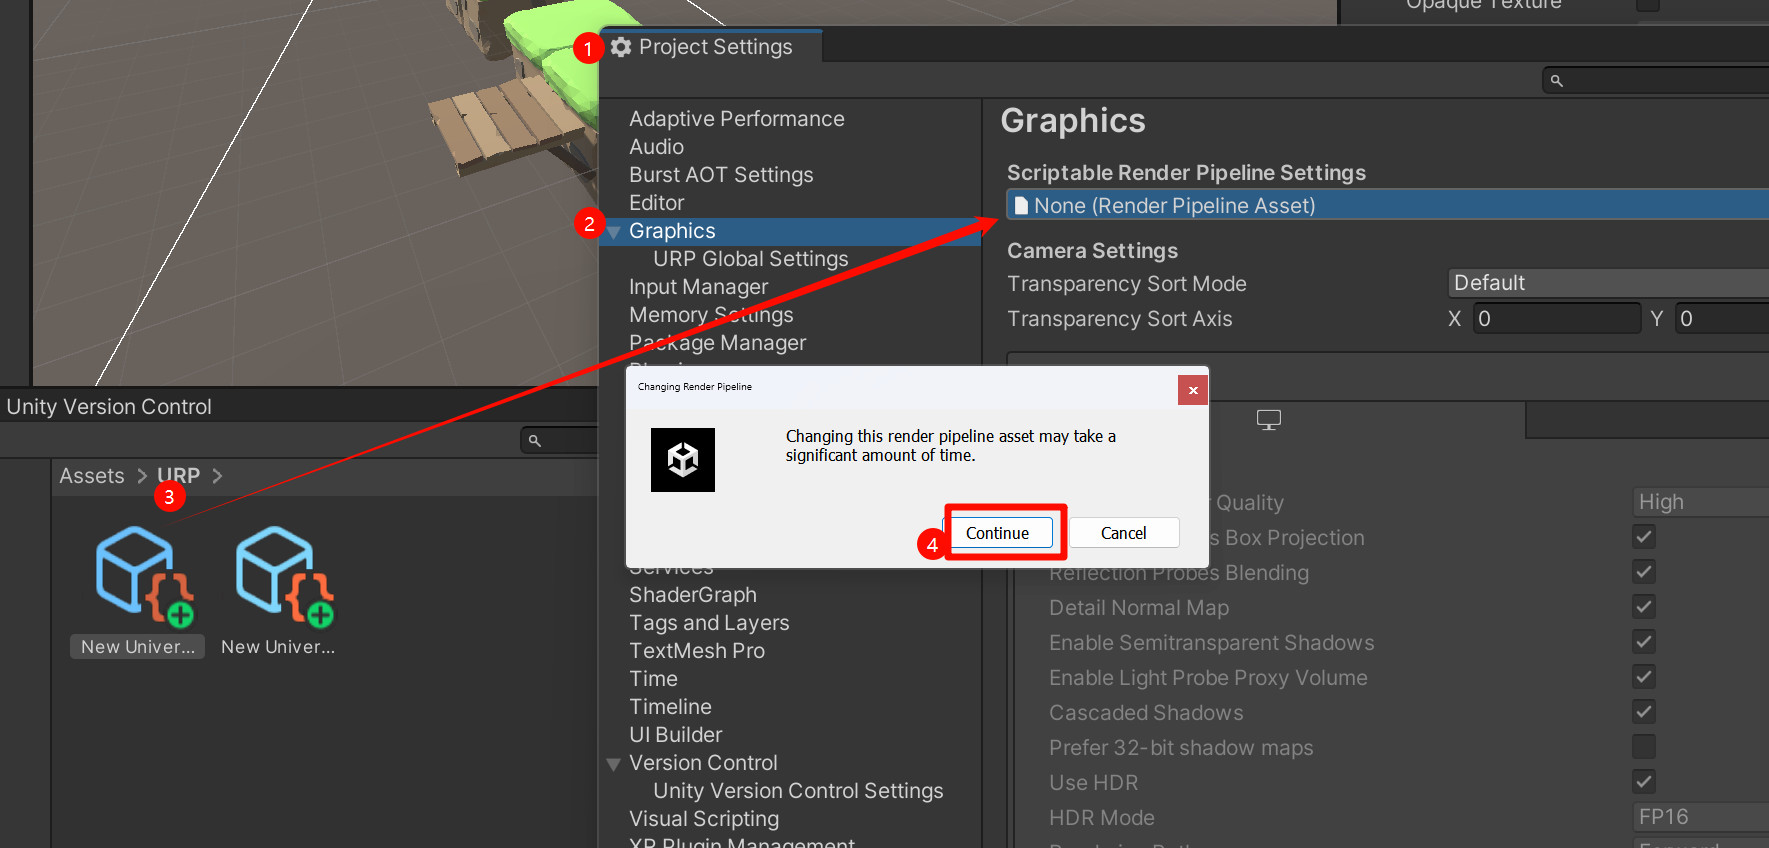 Opaque Texture
1
Project Settings
Adaptive Performance
Audio
Burst AOT Settings
Editor
2
Graphics
URP Global Settings
Input Manager
Memory Settings
Package Manager
Graphics
Scriptable Render Pipeline Settings
None (Render Pipeline Asset)
Camera Settings
Transparency Sort Mode
Default
Transparency Sort Axis
X 0 Y 0
Changing Render Pipeline
Changing this render pipeline asset may take a
significant amount of time.
4
Continue
Cancel
Unity Version Control
Assets > URP >
3
New Univer...
New Univer...
Services
ShaderGraph
Tags and Layers
TextMesh Pro
Time
Timeline
UI Builder
Version Control
Unity Version Control Settings
Visual Scripting
XR Plugin Management
Quality
High
Box Projection
Reflection Probes Blending
Detail Normal Map
Enable Semitransparent Shadows
Enable Light Probe Proxy Volume
Cascaded Shadows
Prefer 32-bit shadow maps
Use HDR
HDR Mode
FP16